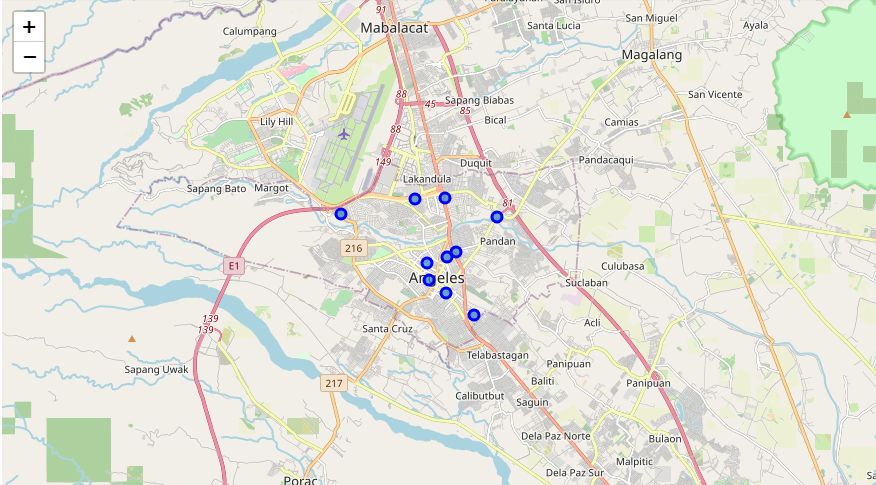 91
San Isidro
+
Calumpang
Mabalacat
Santa Lucia
San Miguel
Ayala
−
Magalang
88
45
85
Sapang Biabas
San Vicente
Lily Hill
88
Bical
Camias
149
Duquit
Pandacaqui
Lakandula
Sapang Bato
Margot
81
216
Pandan
E1
Culubasa
Angeles
Suclaban
139
139
Santa Cruz
Acli
Telabastagan
Sapang Uwak
Panipuan
217
Baliti
Panipuan
Calibutbut
Saguin
Dela Paz Norte
Bulaon
Malpitic
Dela Paz Sur
Porac